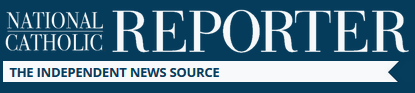 NATIONAL
CATHOLIC
REPORTER
THE INDEPENDENT NEWS SOURCE